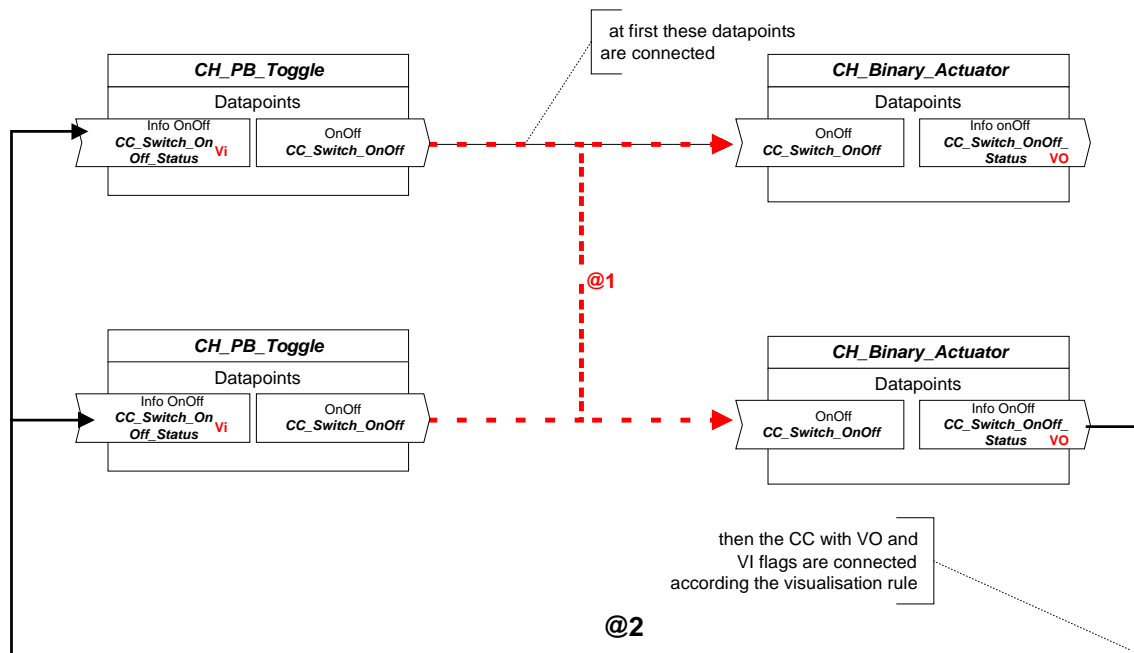 at first these datapoints
are connected
CH_PB_Toggle
Datapoints
Info OnOff
CC_Switch_On
Off_Status
Vi
OnOff
CC_Switch_OnOff
CH_Binary_Actuator
Datapoints
OnOff
CC_Switch_OnOff
Info onOff
CC_Switch_OnOff_
Status
VO
@1
CH_PB_Toggle
Datapoints
Info OnOff
CC_Switch_On
Off_Status
Vi
OnOff
CC_Switch_OnOff
CH_Binary_Actuator
Datapoints
OnOff
CC_Switch_OnOff
Info OnOff
CC_Switch_OnOff_
Status
VO
then the CC with VO and
VI flags are connected
according the visualisation rule
@2